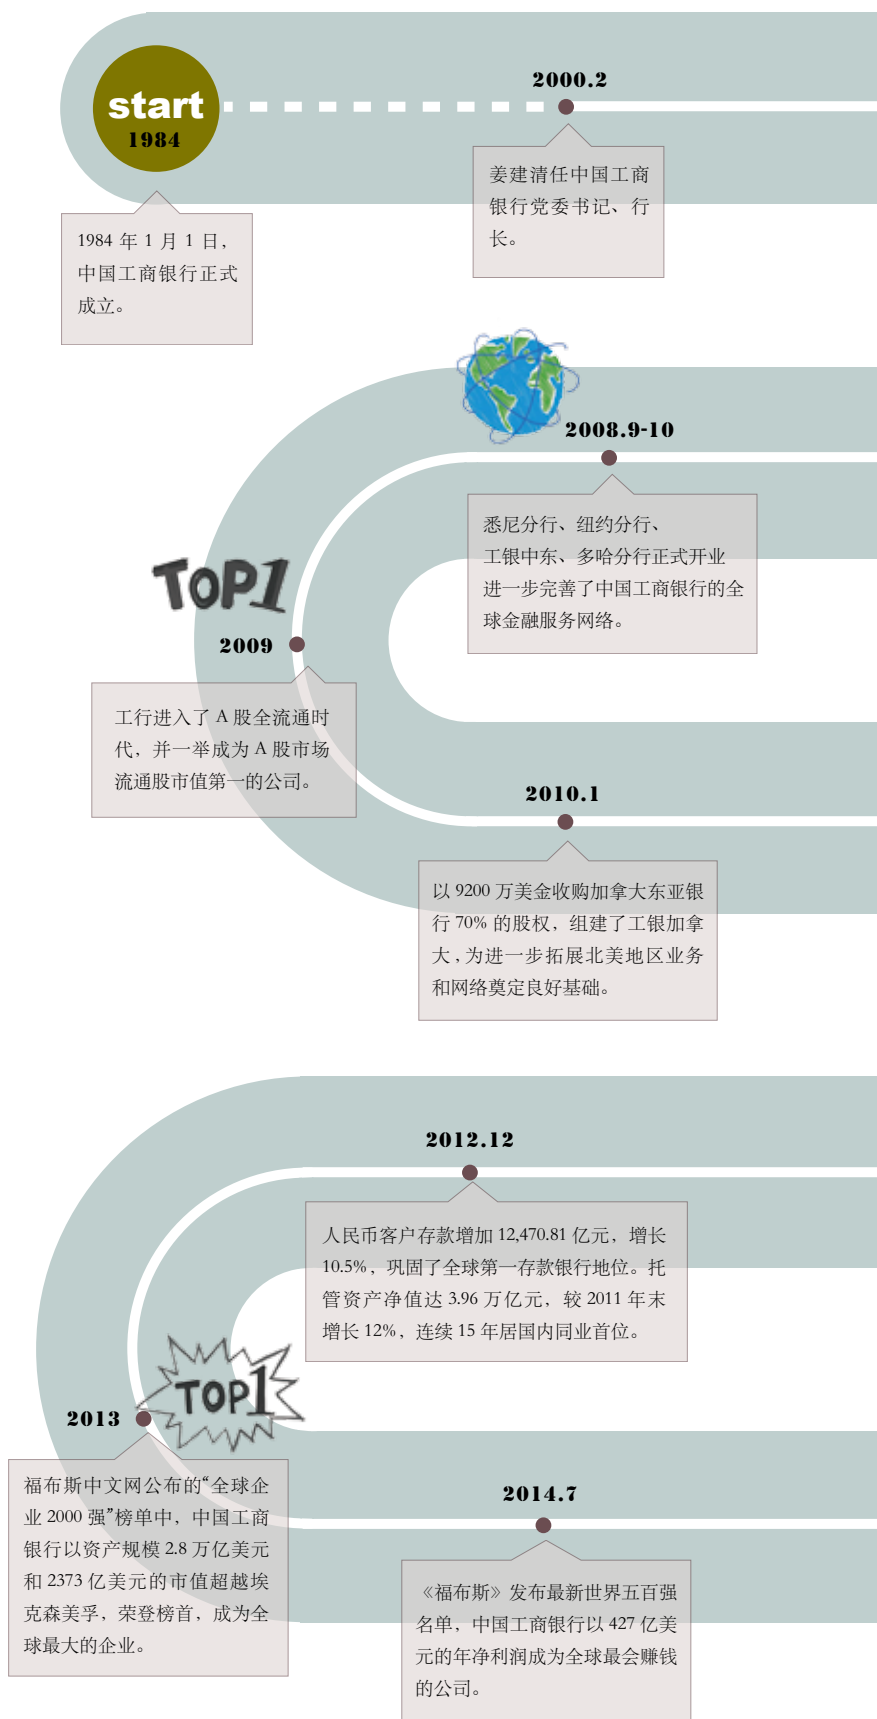 start
1984
2000.2
姜建清任中国工商
银行党委书记、行
长。
1984 年 1 月 1 日，
中国工商银行正式
成立。
2008.9-10
悉尼分行、纽约分行、
工银中东、多哈分行正式开业
进一步完善了中国工商银行的全
球金融服务网络。
TOP1
2009
工行进入了 A 股全流通时
代，并一举成为 A 股市场
流通股市值第一的公司。
2010.1
以 9200 万美金收购加拿大东亚银
行 70% 的股权，组建了工银加拿
大，为进一步拓展北美地区业务
和网络奠定良好基础。
2012.12
人民币客户存款增加 12,470.81 亿元，增长
10.5%，巩固了全球第一存款银行地位。托
管资产净值达 3.96 万亿元，较 2011 年末
增长 12%，连续 15 年居国内同业首位。
TOP1
2013
福布斯中文网公布的“全球企
业 2000 强”榜单中，中国工商
银行以资产规模 2.8 万亿美元
和 2373 亿美元的市值超越埃
克森美孚，荣登榜首，成为全
球最大的企业。
2014.7
《福布斯》发布最新世界五百强
名单，中国工商银行以 427 亿美
元的年净利润成为全球最会赚钱
的公司。